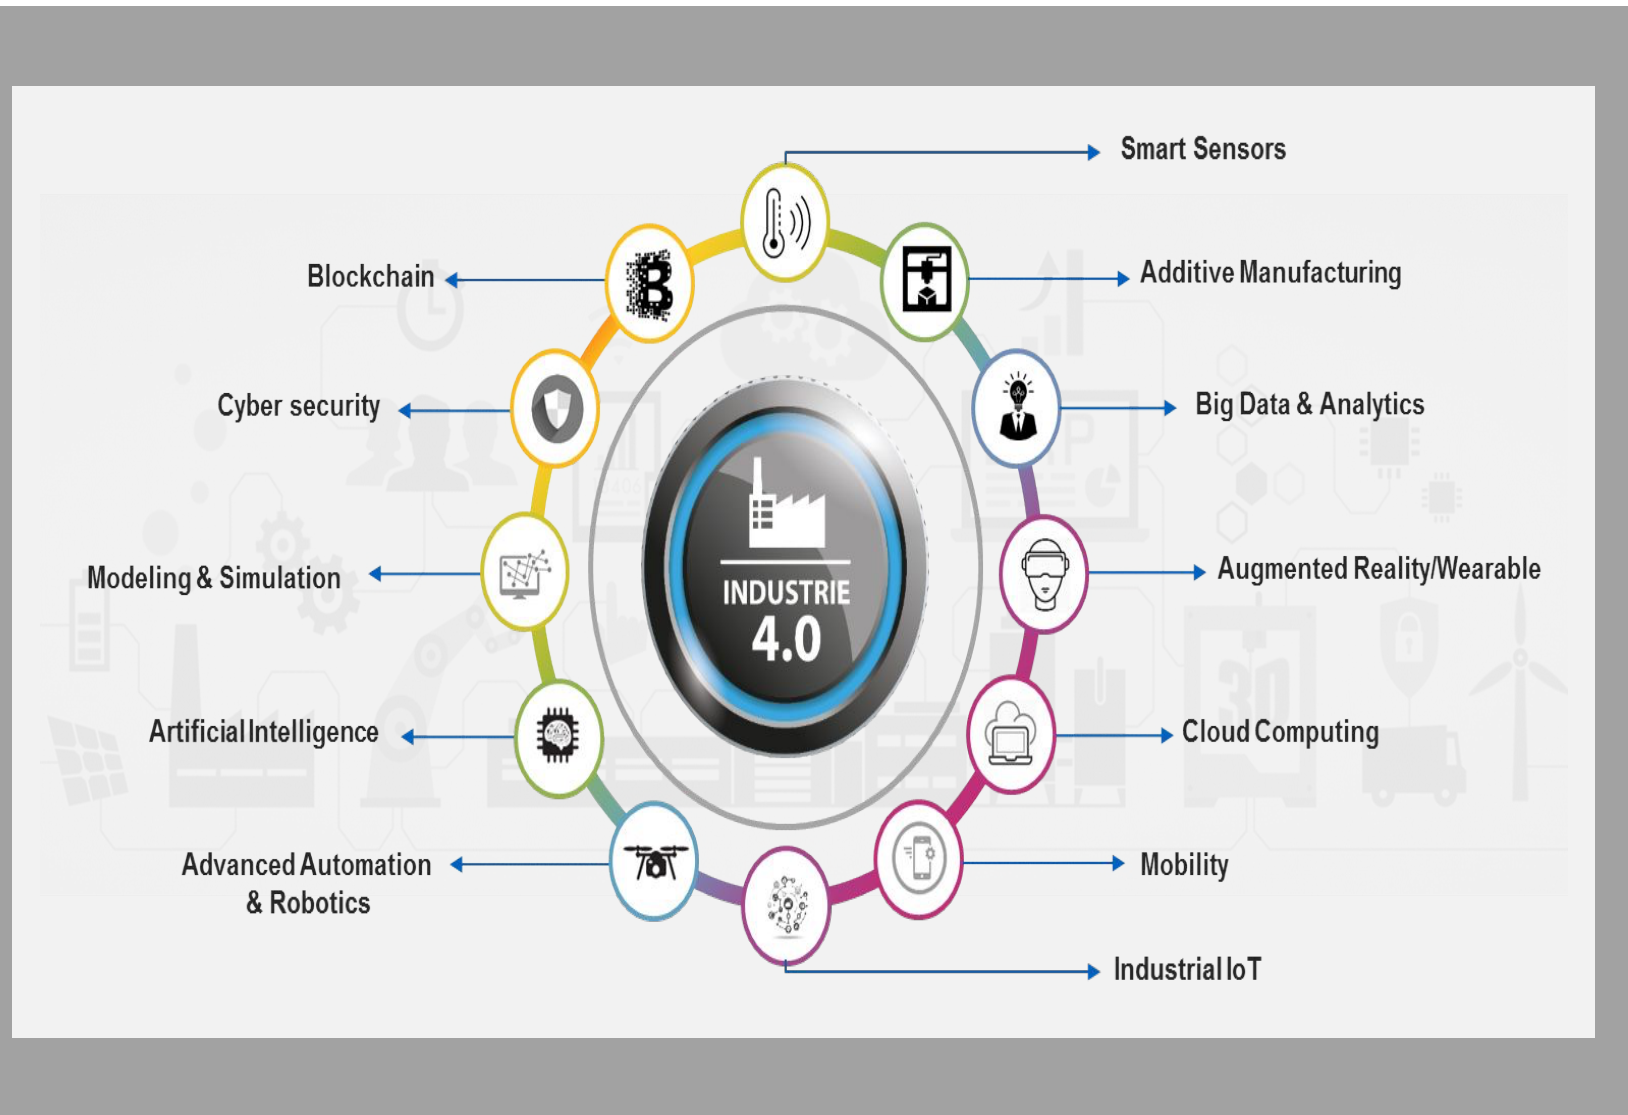 Smart Sensors
Blockchain
Additive Manufacturing
Cyber security
Big Data & Analytics
INDUSTRIE
4.0
Modeling & Simulation
Augmented Reality/Wearable
Artificial Intelligence
Cloud Computing
3D
Advanced Automation
& Robotics
Mobility
Industrial IoT